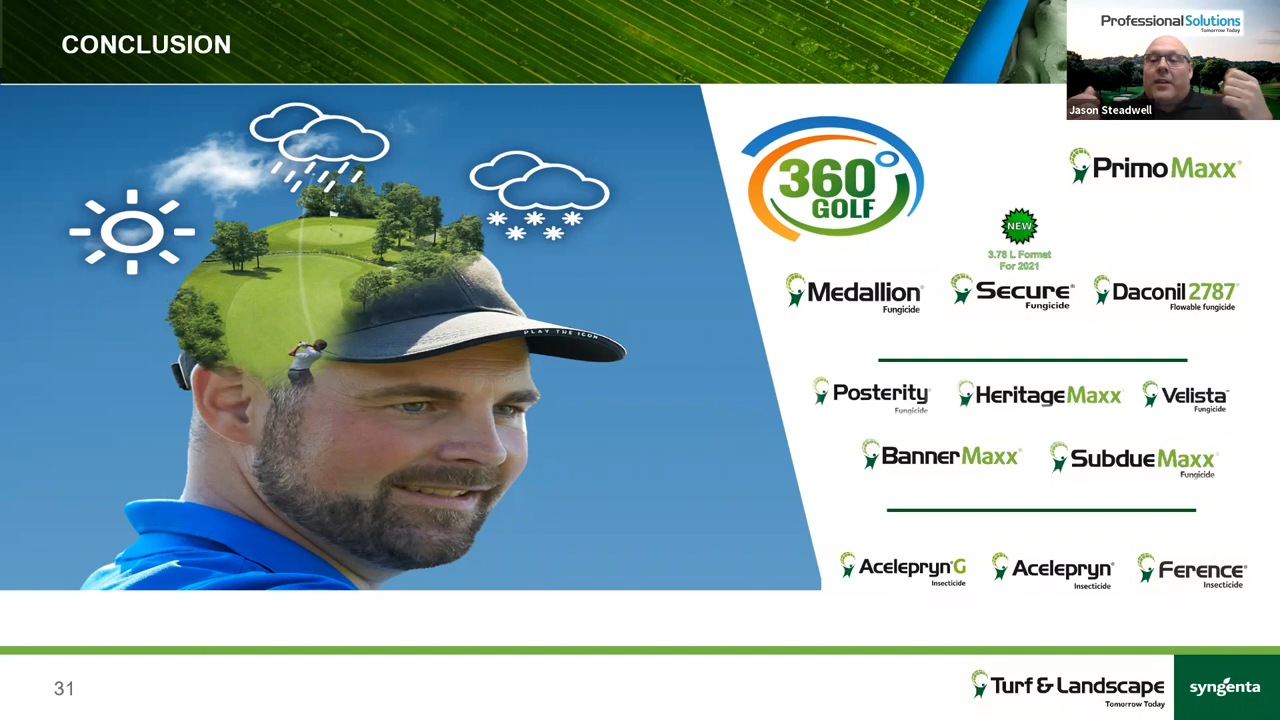 CONCLUSION
Professional Solutions
Tomorrow Today
Jason Steadwell
360°
GOLF
PrimoMaxx®
NEW
3.78 L Format
For 2021
Medallion®
Fungicide
Secure®
Fungicide
Daconil 2787®
Flowable fungicide
PLAY THE ICON
Posterity®
Fungicide
HeritageMaxx®
Velista™
Fungicide
BannerMaxx®
SubdueMaxx®
Fungicide
Acelepryn®G
Insecticide
Acelepryn®
Insecticide
Ference®
Insecticide
31
Turf & Landscape
Tomorrow Today
syngenta